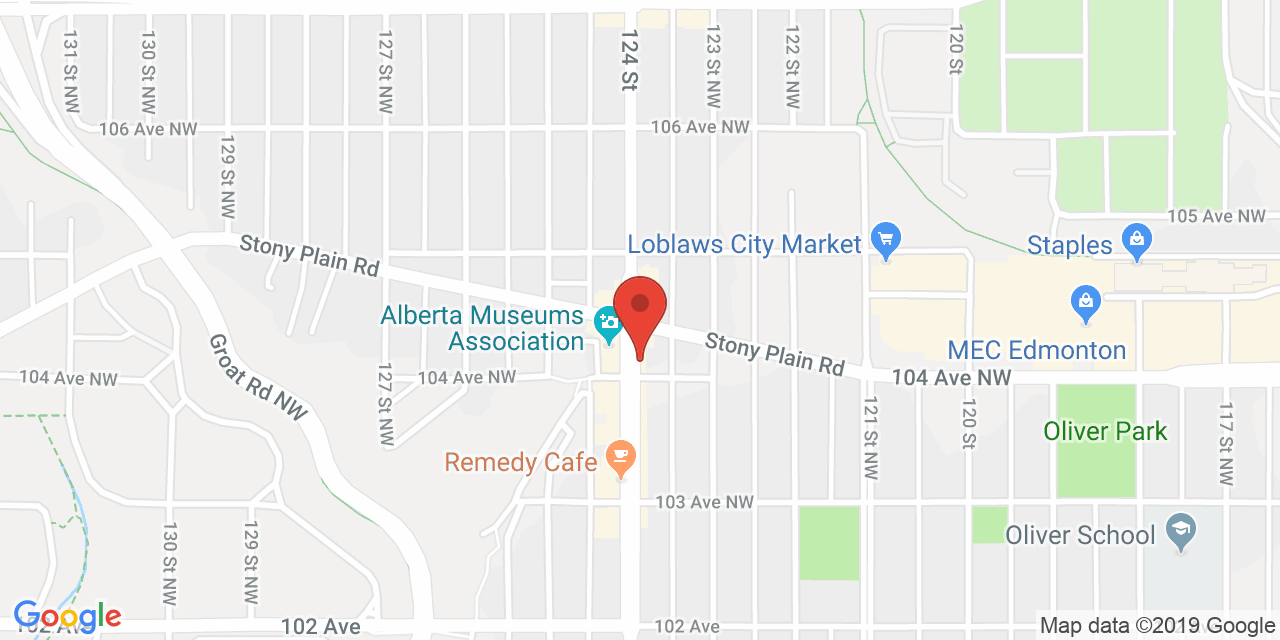 131 St NW
130 St NW
127 St NW
124 St
123 St NW
122 St NW
120 St
106 Ave NW
106 Ave NW
129 St NW
105 Ave NW
Stony Plain Rd
Loblaws City Market
Staples
Alberta Museums
Association
Stony Plain Rd
MEC Edmonton
104 Ave NW
104 Ave NW
104 Ave NW
Groat Rd NW
127 St NW
121 St NW
120 St
117 St NW
Oliver Park
Remedy Cafe
103 Ave NW
Oliver School
130 St NW
129 St NW
Google
102 Ave
102 Ave
102 Ave
Map data ©2019 Google